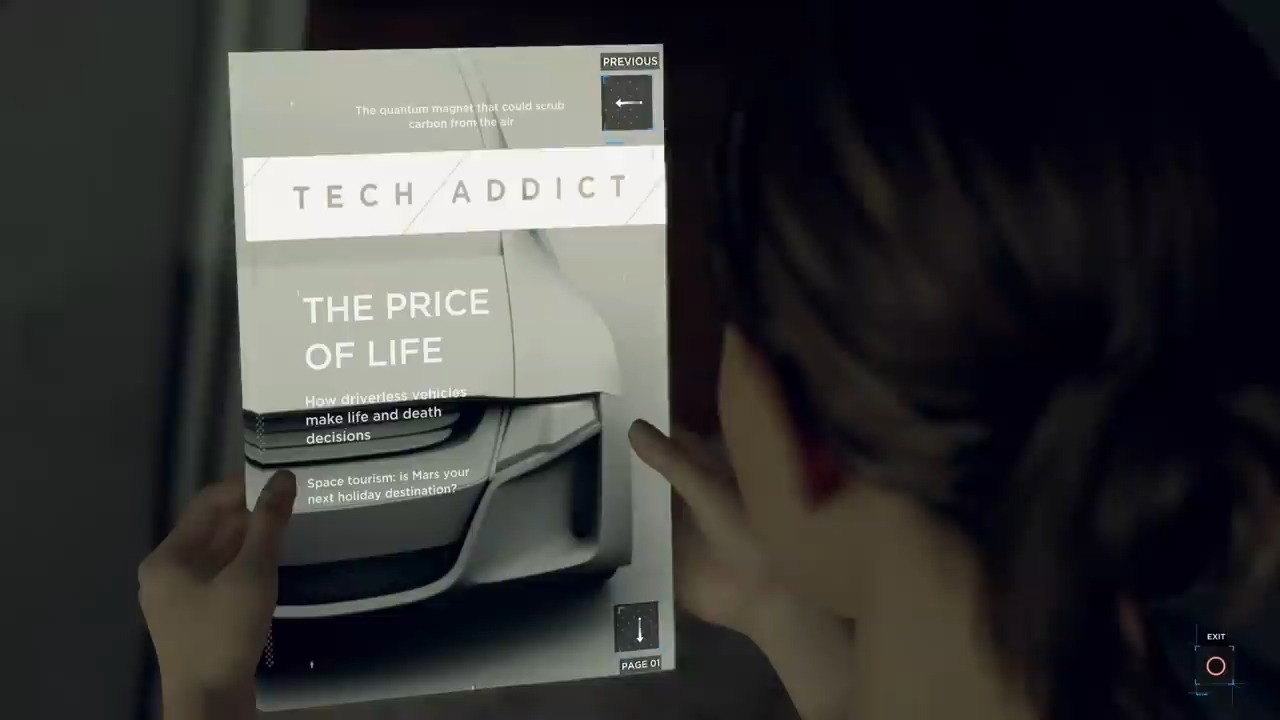 PREVIOUS
The quantum magnet that could scrub
carbon from the air
TECH ADDICT
THE PRICE
OF LIFE
How driverless vehicles
make life and death
decisions
Space tourism: is Mars your
next holiday destination?
PAGE 01
EXIT